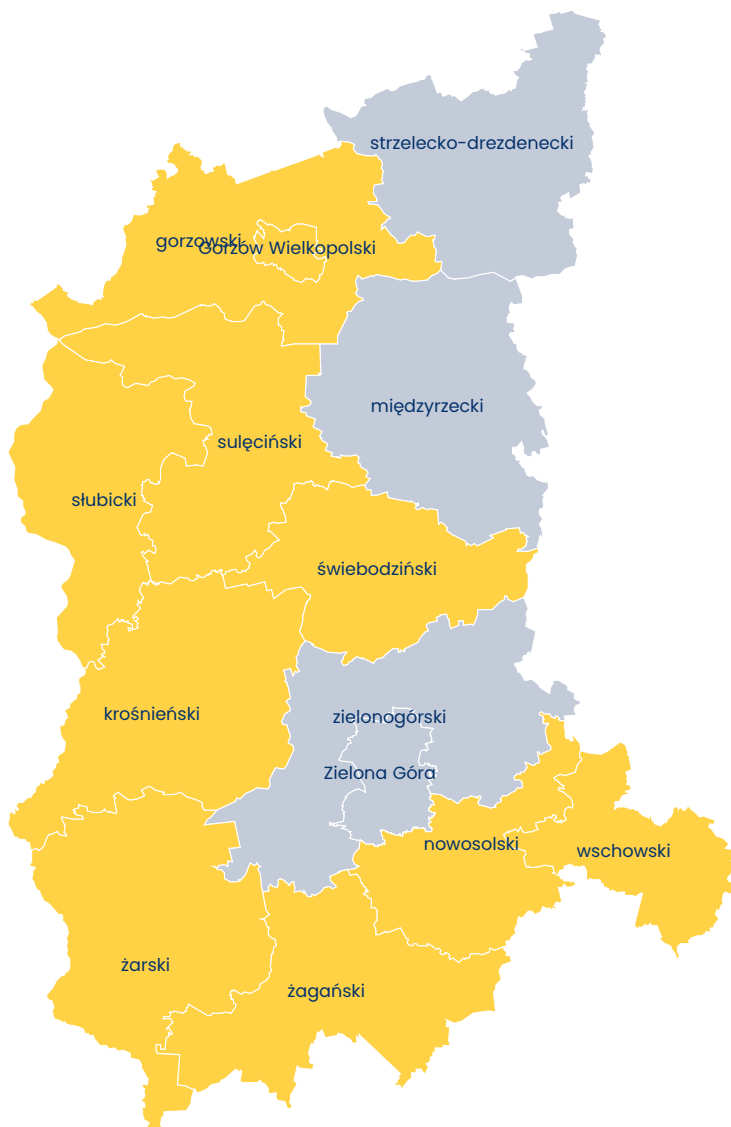 strzelecko-drezdenecki
gorzowski
Gorzów Wielkopolski
międzyrzecki
sulęciński
słubicki
świebodziński
krośnieński
zielonogórski
Zielona Góra
nowosolski
wschowski
żarski
żagański